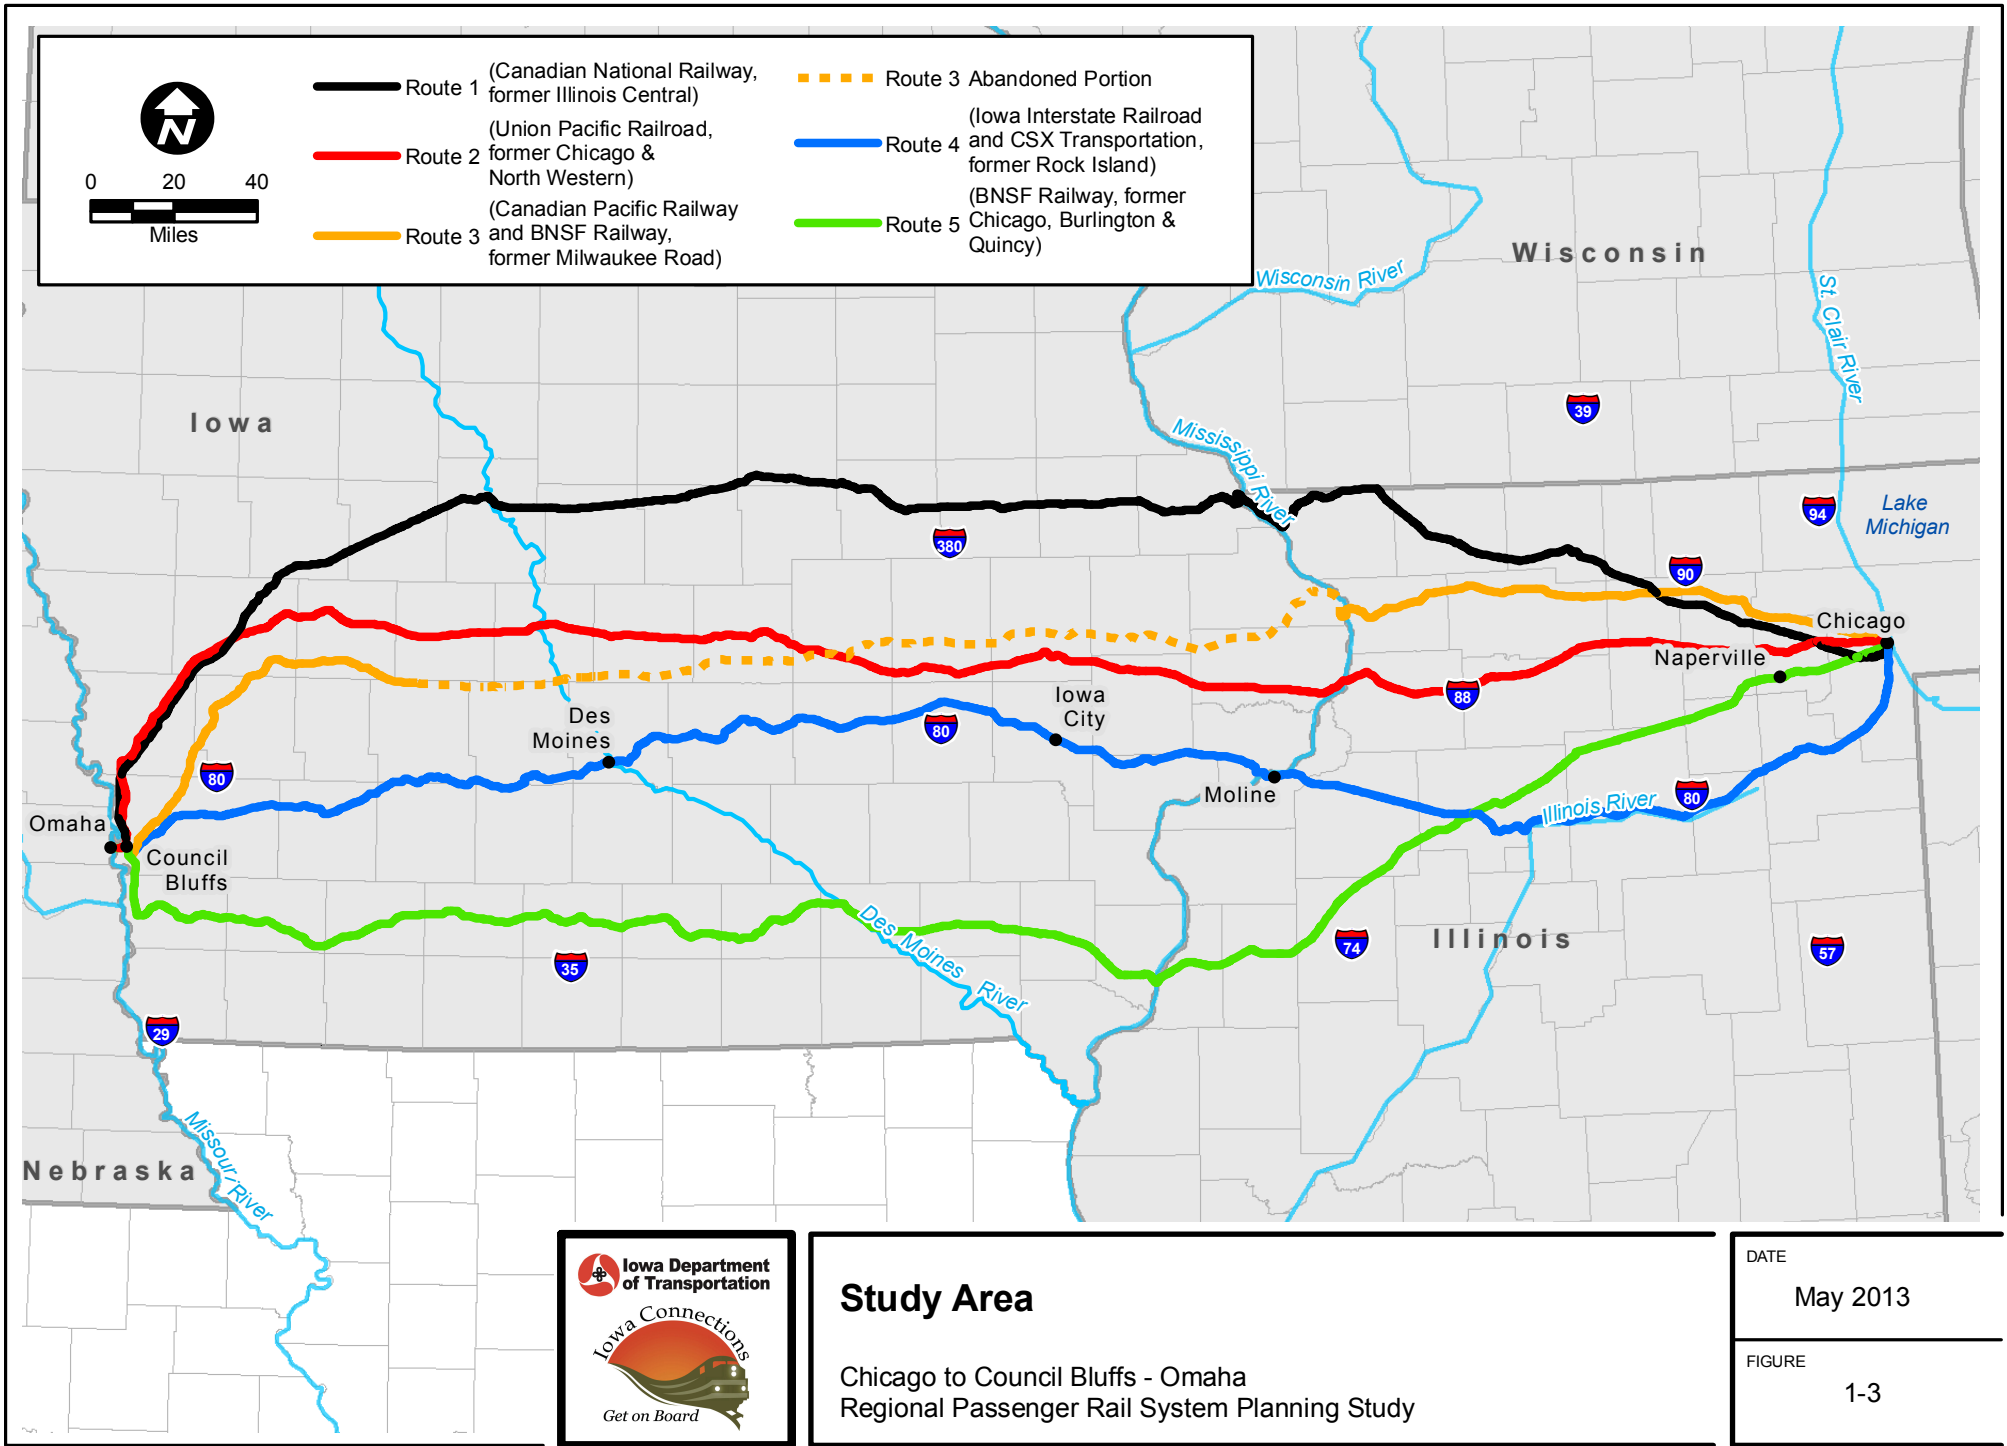 N
0 20 40
Miles
Route 1 (Canadian National Railway,
former Illinois Central)
Route 2 (Union Pacific Railroad,
former Chicago &
North Western)
Route 3 (Canadian Pacific Railway
and BNSF Railway,
former Milwaukee Road)
Route 3 Abandoned Portion
Route 4 (Iowa Interstate Railroad
and CSX Transportation,
former Rock Island)
Route 5 (BNSF Railway, former
Chicago, Burlington &
Quincy)
Wisconsin
Wisconsin River
St. Clair River
Iowa
39
Mississippi River
94
Lake
Michigan
380
90
Chicago
Naperville
88
Iowa
City
Des
Moines
80
80
Moline
Illinois River
80
Omaha
Council
Bluffs
Des Moines River
35
74
Illinois
57
29
Missouri River
Nebraska
Iowa Department
of Transportation
Iowa Connections
Get on Board
Study Area
Chicago to Council Bluffs - Omaha
Regional Passenger Rail System Planning Study
DATE
May 2013
FIGURE
1-3